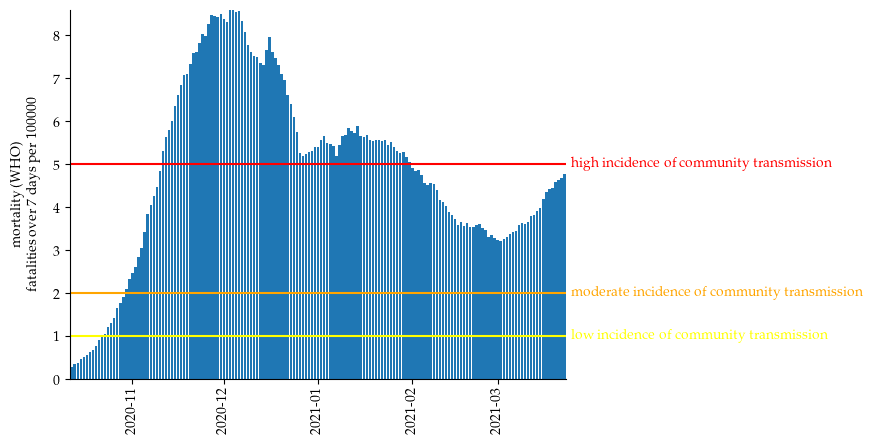 mortality (WHO)
fatalities over 7 days per 100000
8
7
6
5
4
3
2
1
0
high incidence of community transmission
moderate incidence of community transmission
low incidence of community transmission
2020-11
2020-12
2021-01
2021-02
2021-03